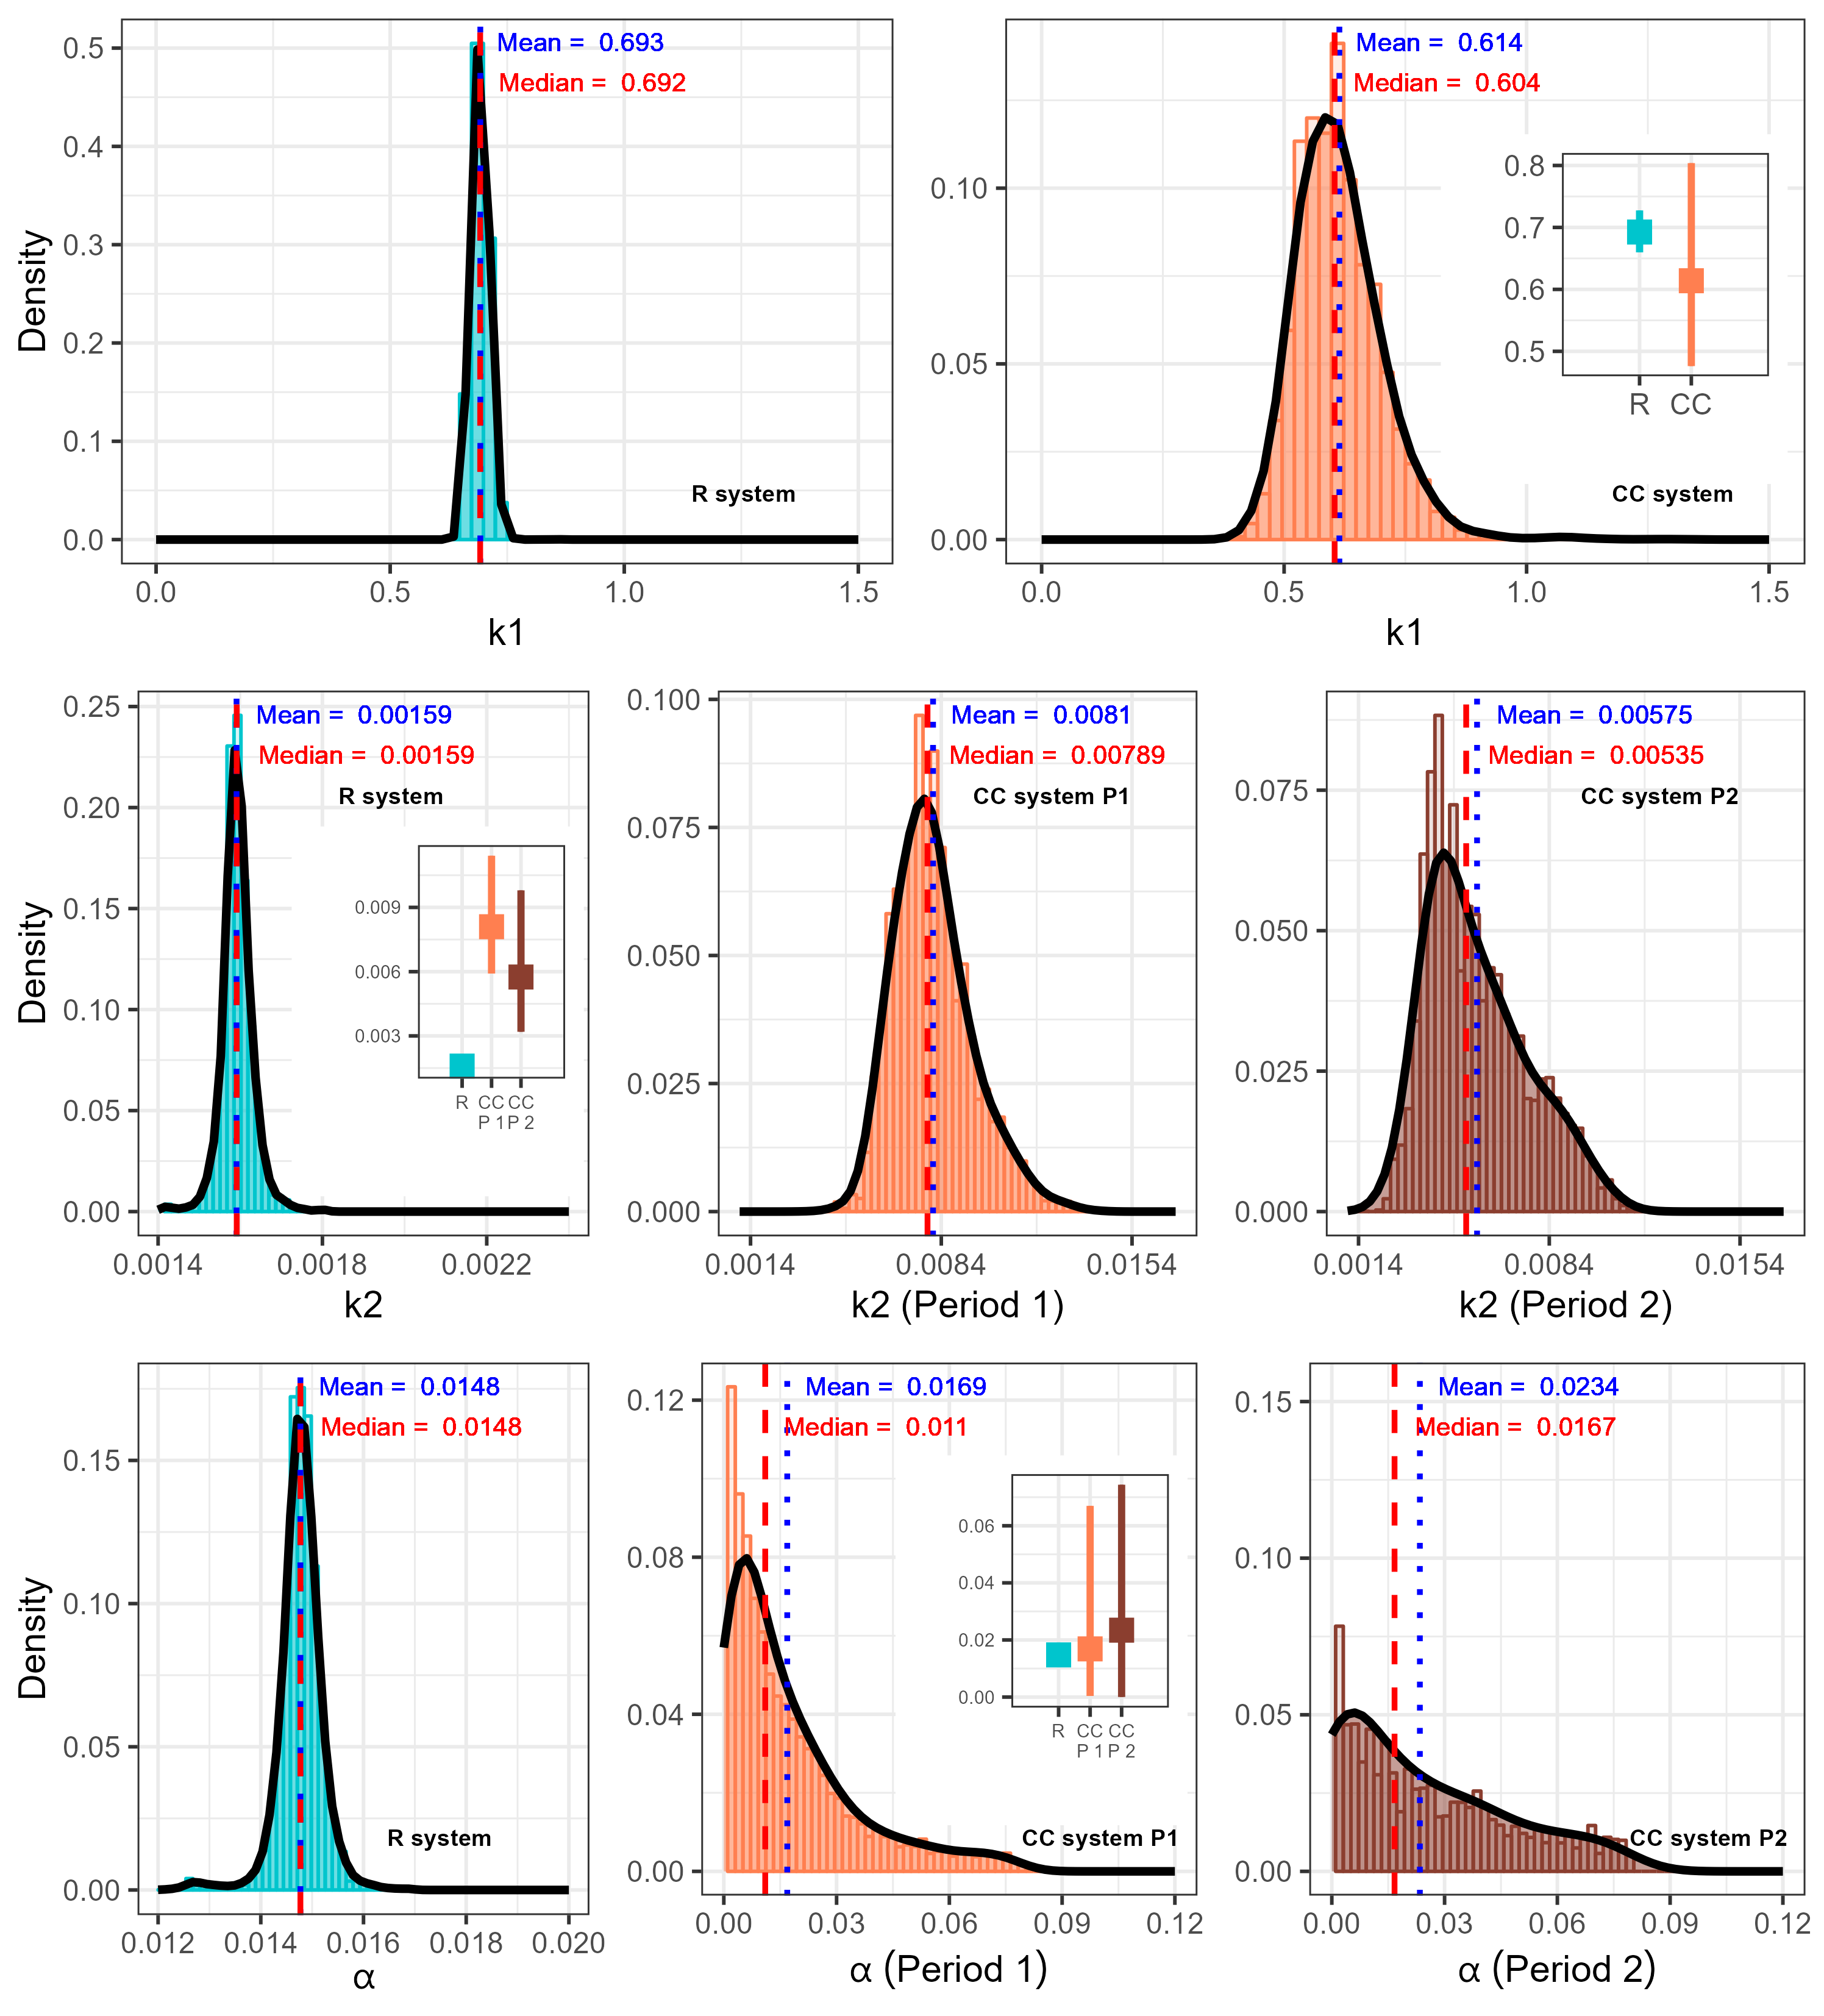 Mean = 0.693
Median = 0.692
R system
0.5
0.4
0.3
0.2
0.1
0.0
Density
0.0 0.5 1.0 1.5
k1
Mean = 0.614
Median = 0.604
CC system
0.10
0.05
0.00
0.0 0.5 1.0 1.5
k1
0.8
0.7
0.6
0.5
R CC
Mean = 0.00159
Median = 0.00159
R system
0.25
0.20
0.15
0.10
0.05
0.00
Density
0.0014 0.0018 0.0022
k2
0.009
0.006
0.003
R CC CC
P 1 P 2
Mean = 0.0081
Median = 0.00789
CC system P1
0.100
0.075
0.050
0.025
0.000
0.0014 0.0084 0.0154
k2 (Period 1)
Mean = 0.00575
Median = 0.00535
CC system P2
0.075
0.050
0.025
0.000
0.0014 0.0084 0.0154
k2 (Period 2)
Mean = 0.0148
Median = 0.0148
R system
0.15
0.10
0.05
0.00
Density
0.012 0.014 0.016 0.018 0.020
α
Mean = 0.0169
Median = 0.011
CC system P1
0.12
0.08
0.04
0.00
0.00 0.03 0.06 0.09 0.12
α (Period 1)
0.06
0.04
0.02
0.00
R CC CC
P 1 P 2
Mean = 0.0234
Median = 0.0167
CC system P2
0.15
0.10
0.05
0.00
0.00 0.03 0.06 0.09 0.12
α (Period 2)